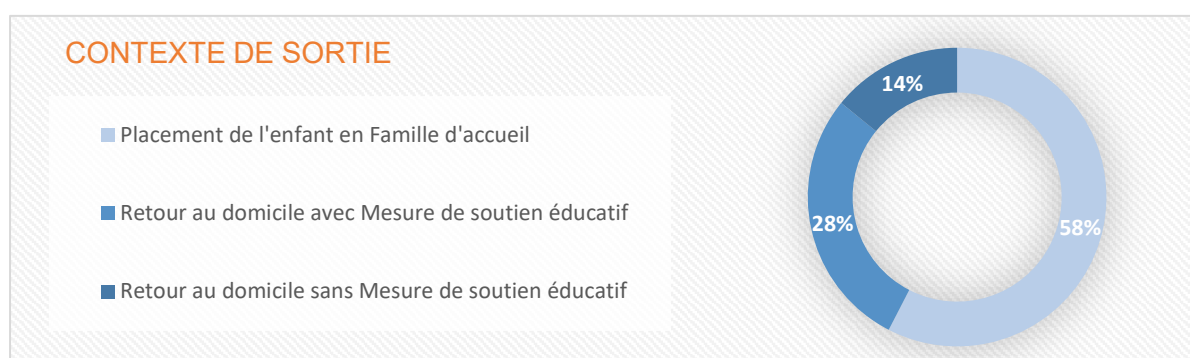 CONTEXTE DE SORTIE
Placement de l'enfant en Famille d'accueil
Retour au domicile avec Mesure de soutien éducatif
Retour au domicile sans Mesure de soutien éducatif
14%
28%
58%